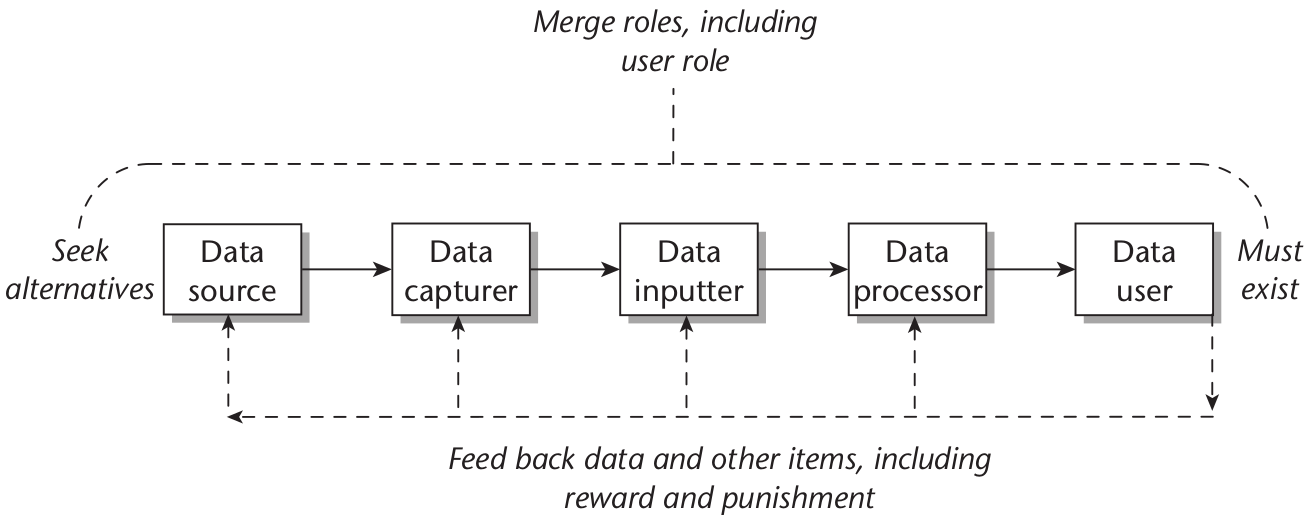 Merge roles, including
user role
Seek
alternatives
Data
source
Data
capturer
Data
inputter
Data
processor
Data
user
Must
exist
Feed back data and other items, including
reward and punishment